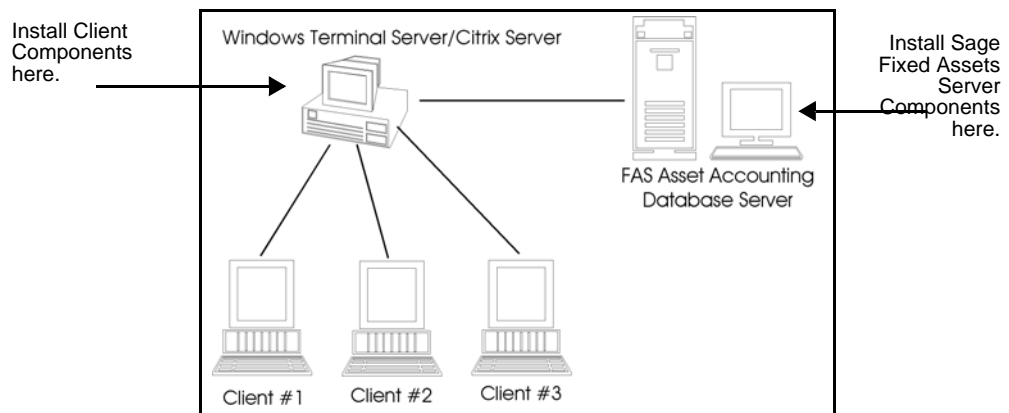 Install Client
Components
here.
Windows Terminal Server/Citrix Server
Install Sage
Fixed Assets
Server
Components
here.
FAS Asset Accounting
Database Server
Client #1
Client #2
Client #3